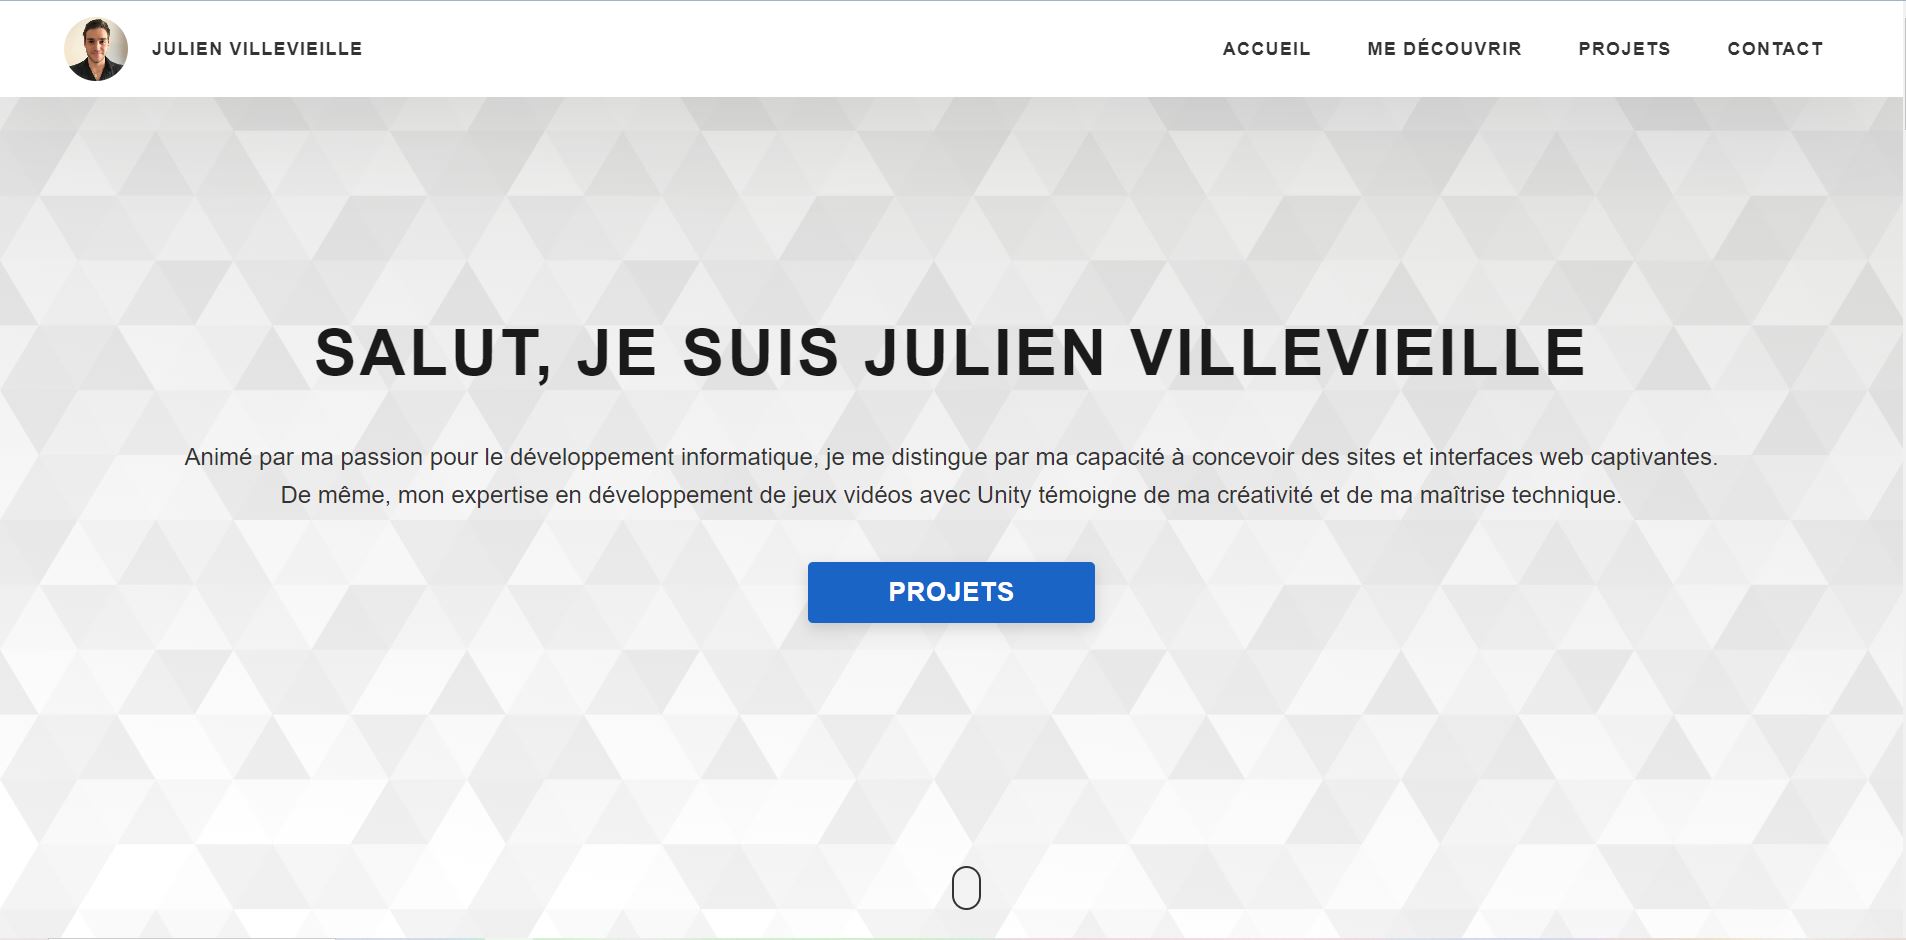 JULIEN VILLEVIEILLE
ACCUEIL
ME DÉCOUVRIR
PROJETS
CONTACT
SALUT, JE SUIS JULIEN VILLEVIEILLE
Animé par ma passion pour le développement informatique, je me distingue par ma capacité à concevoir des sites et interfaces web captivantes.
De même, mon expertise en développement de jeux vidéos avec Unity témoigne de ma créativité et de ma maîtrise technique.
PROJETS